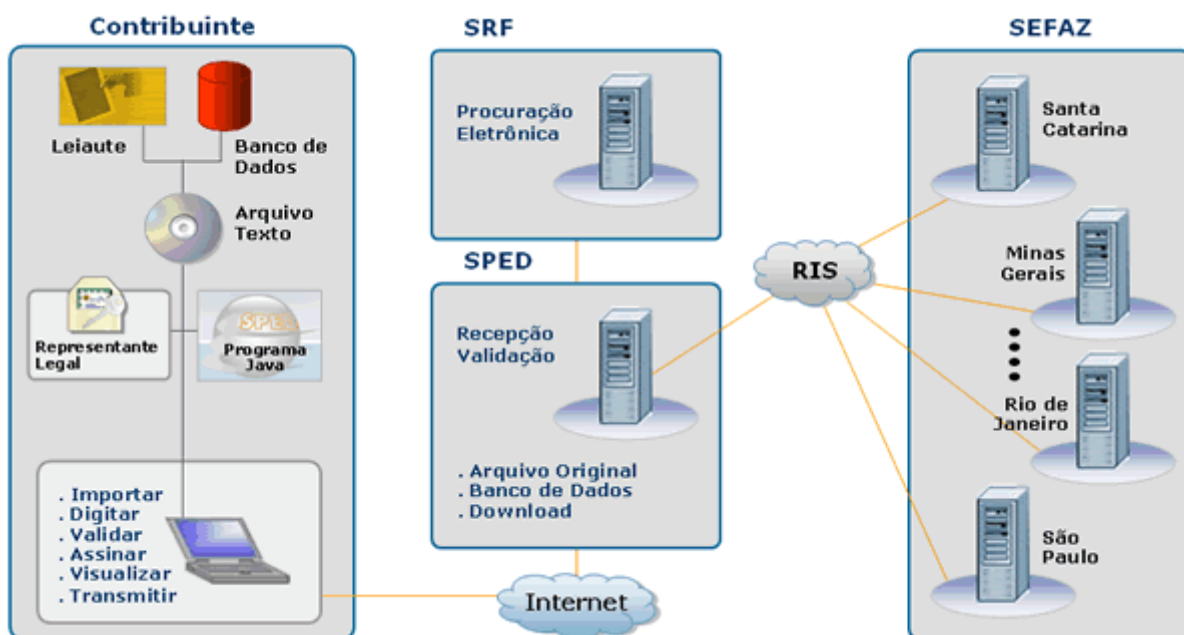 Contribuinte
Leiaute
Banco de
Dados
Arquivo
Texto
Representante
Legal
SPED
Programa
Java
. Importar
. Digitar
. Validar
. Assinar
. Visualizar
. Transmitir
SRF
Procuração
Eletrônica
SPED
Recepção
Validação
. Arquivo Original
. Banco de Dados
. Download
Internet
RIS
SEFAZ
Santa
Catarina
Minas
Gerais
Rio de
Janeiro
São
Paulo